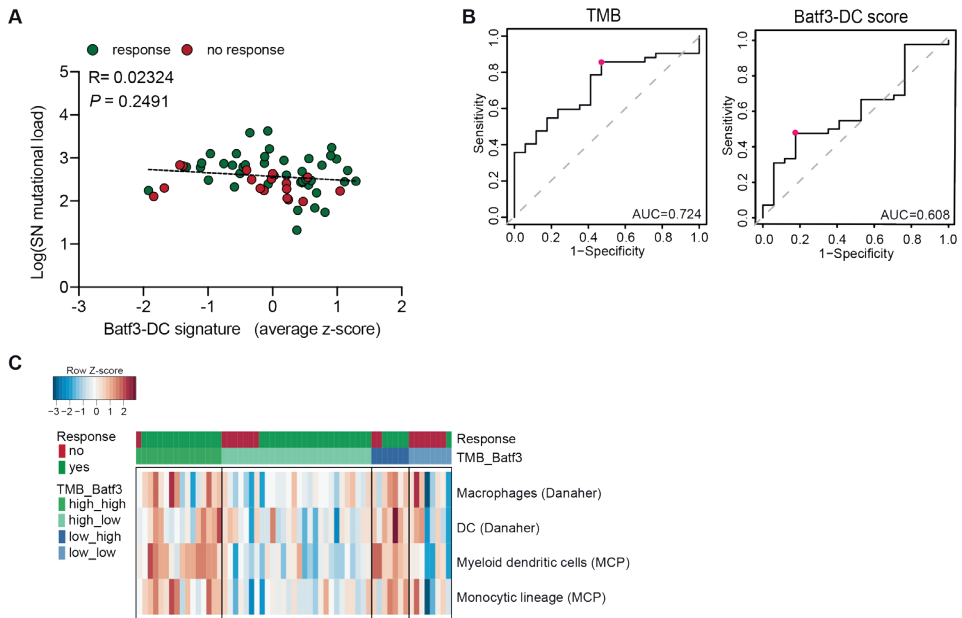 A
response no response
R= 0.02324
P = 0.2491
Log(SN mutational load)
5
4
3
2
1
0
-3 -2 -1 0 1 2
Batf3-DC signature (average z-score)
B
TMB
Sensitivity
1.0
0.8
0.6
0.4
0.2
0.0
AUC=0.724
0.0 0.2 0.4 0.6 0.8 1.0
1−Specificity
Batf3-DC score
Sensitivity
1.0
0.8
0.6
0.4
0.2
0.0
AUC=0.608
0.0 0.2 0.4 0.6 0.8 1.0
1−Specificity
C
Row Z-score
−3 −2 −1 0 1 2
Response
no
yes
TMB_Batf3
high_high
high_low
low_high
low_low
Response
TMB_Batf3
Macrophages (Danaher)
DC (Danaher)
Myeloid dendritic cells (MCP)
Monocytic lineage (MCP)